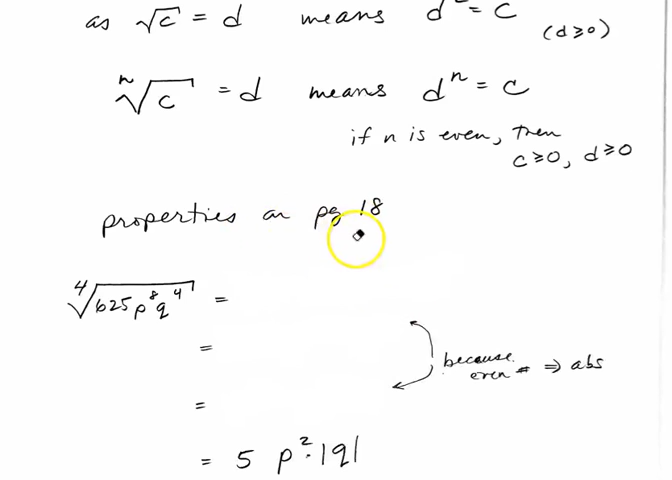 as √c = d means d² = c
(d ≥ 0)
ⁿ√c = d means dⁿ = c
if n is even, then
c ≥ 0, d ≥ 0
properties on pg 18
⁴√625p⁸q⁴ =
=
because
even # ⇒ abs
=
= 5 p² · |q|